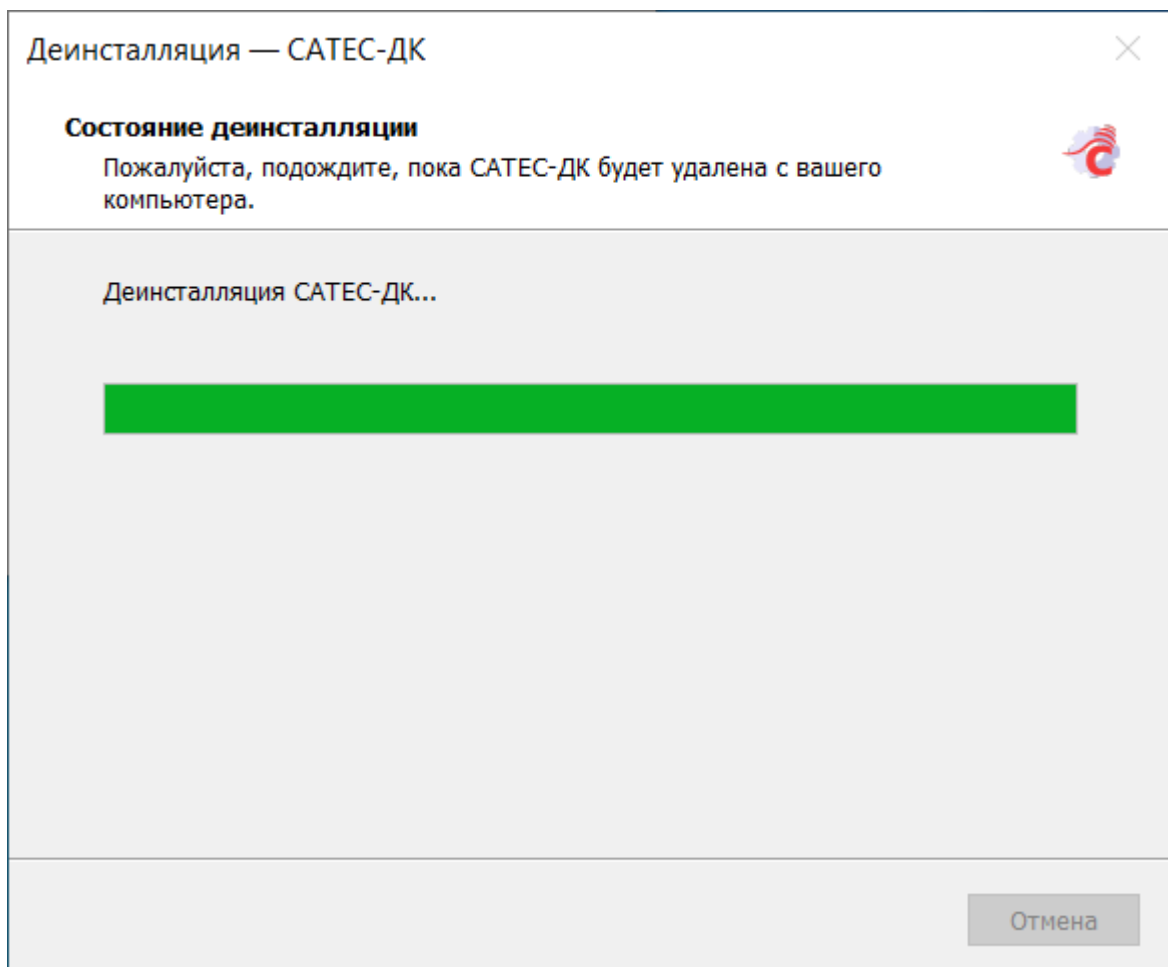 Деинсталляция — САТЕС-ДК
Состояние деинсталляции
Пожалуйста, подождите, пока САТЕС-ДК будет удалена с вашего
компьютера.
С
Деинсталляция САТЕС-ДК...
Отмена